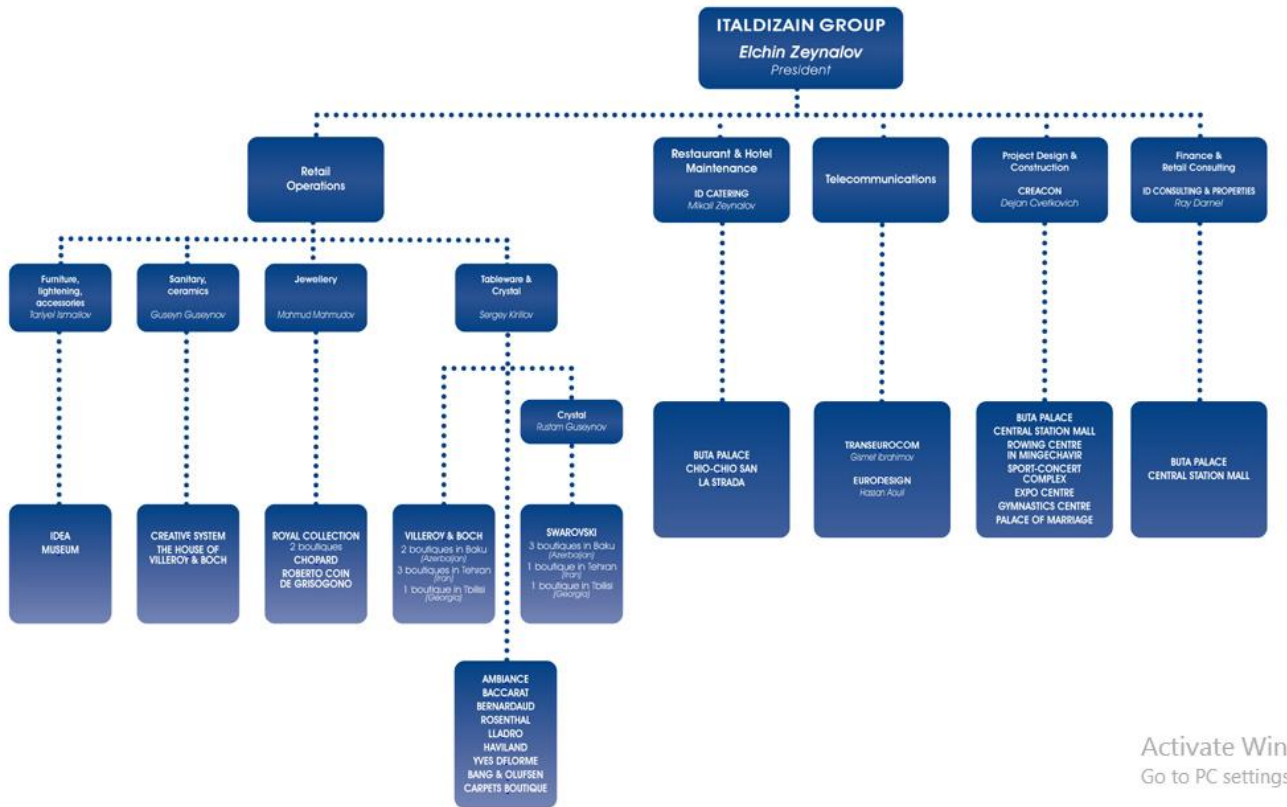 ITALDIZAIN GROUP
Elchin Zeynalov
President
Retail
Operations
Restaurant & Hotel
Maintenance
ID CATERING
Mikail Zeynalov
Telecommunications
Project Design &
Construction
CREACON
Dejan Cvetkovich
Finance &
Retail Consulting
ID CONSULTING & PROPERTIES
Ray Darnel
Furniture,
lightening,
accessories
Tariyel Ismailov
Sanitary,
ceramics
Guseyn Guseynov
Jewellery
Mahmud Mahmudov
Tableware &
Crystal
Sergey Kirillov
Crystal
Rustam Guseynov
BUTA PALACE
CHIO-CHIO SAN
LA STRADA
TRANSEUROCOM
Gismet Ibrahimov
EURODESIGN
Hassan Aouil
BUTA PALACE
CENTRAL STATION MALL
ROWING CENTRE
IN MINGECHAVIR
SPORT-CONCERT
COMPLEX
EXPO CENTRE
GYMNASTICS CENTRE
PALACE OF MARRIAGE
BUTA PALACE
CENTRAL STATION MALL
IDEA
MUSEUM
CREATIVE SYSTEM
THE HOUSE OF
VILLEROY & BOCH
ROYAL COLLECTION
2 boutiques
CHOPARD
ROBERTO COIN
DE GRISOGONO
VILLEROY & BOCH
2 boutiques in Baku
(Azerbaijan)
3 boutiques in Tehran
(Iran)
1 boutique in Tbilisi
(Georgia)
SWAROVSKI
3 boutiques in Baku
(Azerbaijan)
1 boutique in Tehran
(Iran)
1 boutique in Tbilisi
(Georgia)
AMBIANCE
BACCARAT
BERNARDAUD
ROSENTHAL
LLADRO
HAVILAND
YVES DFLORME
BANG & OLUFSEN
CARPETS BOUTIQUE
Activate Win
Go to PC settings